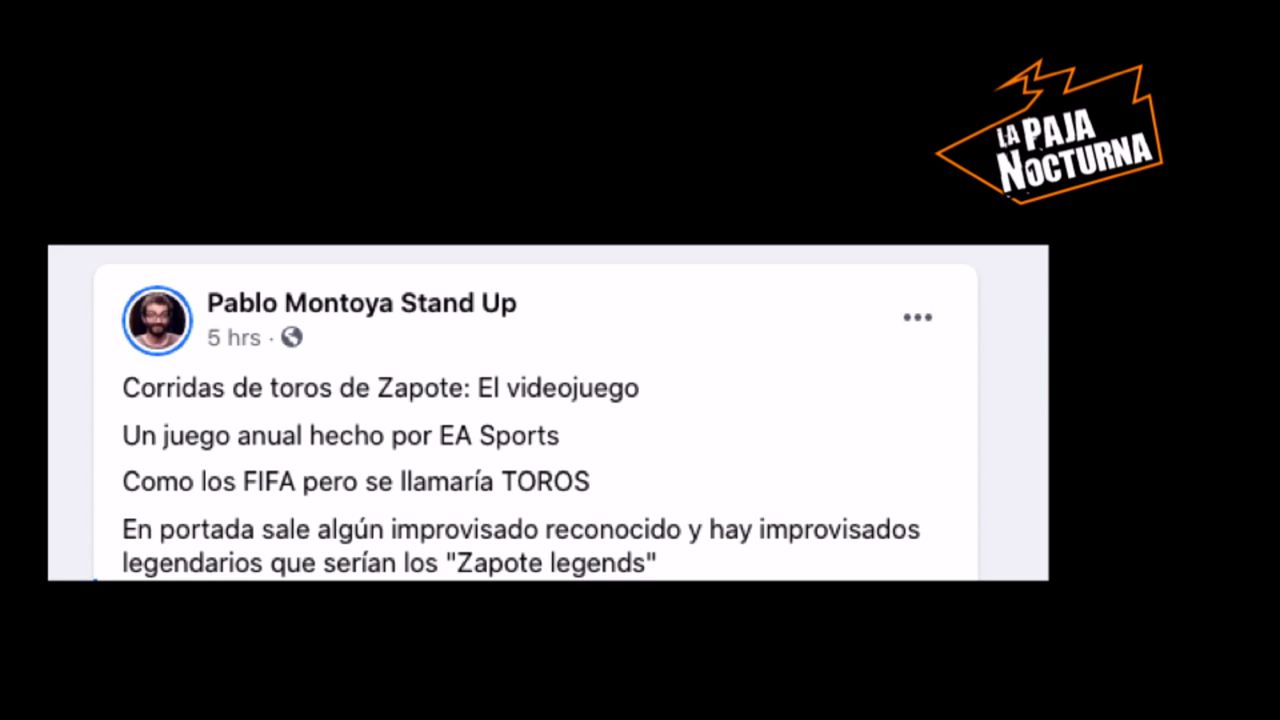 LA PAJA
NOCTURNA
Pablo Montoya Stand Up
5 hrs ·
Corridas de toros de Zapote: El videojuego
Un juego anual hecho por EA Sports
Como los FIFA pero se llamaría TOROS
En portada sale algún improvisado reconocido y hay improvisados
legendarios que serían los "Zapote legends"